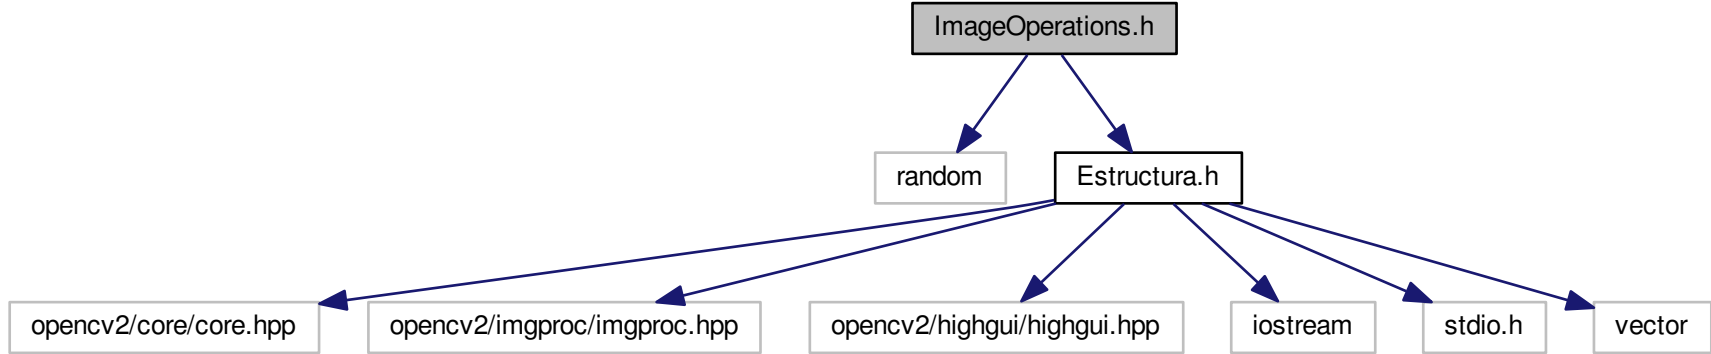 ImageOperations.h
random
Estructura.h
opencv2/core/core.hpp
opencv2/imgproc/imgproc.hpp
opencv2/highgui/highgui.hpp
iostream
stdio.h
vector